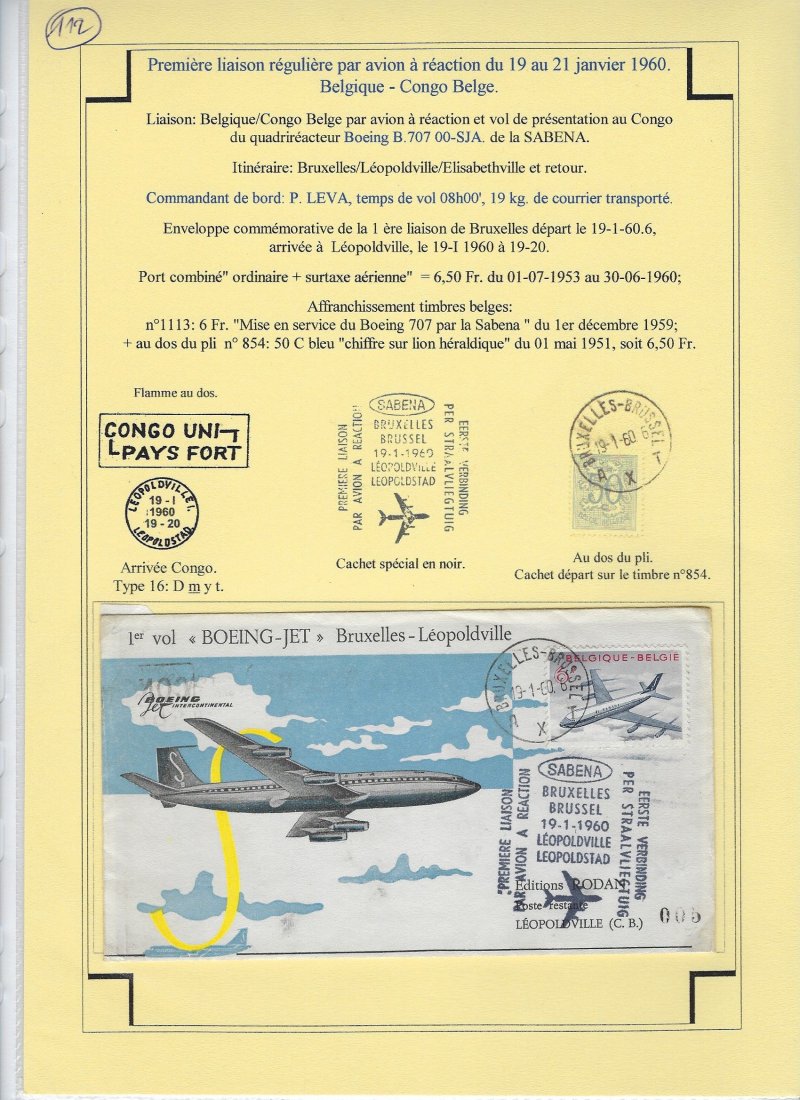 112
Première liaison régulière par avion à réaction du 19 au 21 janvier 1960.
Belgique - Congo Belge.
Liaison: Belgique/Congo Belge par avion à réaction et vol de présentation au Congo
du quadriréacteur Boeing B.707 00-SJA. de la SABENA.
Itinéraire: Bruxelles/Léopoldville/Elisabethville et retour.
Commandant de bord: P. LEVA, temps de vol 08h00', 19 kg. de courrier transporté.
Enveloppe commémorative de la 1 ère liaison de Bruxelles départ le 19-1-60.6,
arrivée à Léopoldville, le 19-I 1960 à 19-20.
Port combiné" ordinaire + surtaxe aérienne" = 6,50 Fr. du 01-07-1953 au 30-06-1960;
Affranchissement timbres belges:
n°1113: 6 Fr. "Mise en service du Boeing 707 par la Sabena " du 1er décembre 1959;
+ au dos du pli n° 854: 50 C bleu "chiffre sur lion héraldique" du 01 mai 1951, soit 6,50 Fr.
Flamme au dos.
CONGO UNI
PAYS FORT
LEOPOLDVILLE 1.
19-I
1960
19-20
LEOPOLDSTAD.
Arrivée Congo.
Type 16: D m y t.
PREMIÈRE LIAISON
PAR AVION A RÉACTION
SABENA
BRUXELLES
BRUSSEL
19-1-1960
LÉOPOLDVILLE
LEOPOLDSTAD
EERSTE VERBINDING
PER STRAALVLIEGTUIG
Cachet spécial en noir.
BRUXELLES-BRUSSEL
19-1-60 6
A X T
50
Au dos du pli.
Cachet départ sur le timbre n°854.
1er vol « BOEING-JET » Bruxelles-Léopoldville
BOEING
Jet INTERCONTINENTAL
S
BRUXELLES-BRUSSEL
19-1-60 6
A X T
BELGIQUE-BELGIE
6F
"PREMIERE LIAISON
PAR AVION A REACTION
SABENA
BRUXELLES
BRUSSEL
19-1-1960
LÉOPOLDVILLE
LEOPOLDSTAD
EERSTE VERBINDING
PER STRAALVLIEGTUIG
Editions RODAN
Poste restante
LÉOPOLDVILLE (C. B.)
005